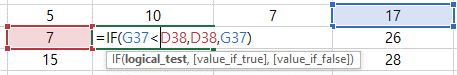 5 10 7 17
7 =IF(G37<D38,D38,G37) 26
IF(logical_test, [value_if_true], [value_if_false])
15 28